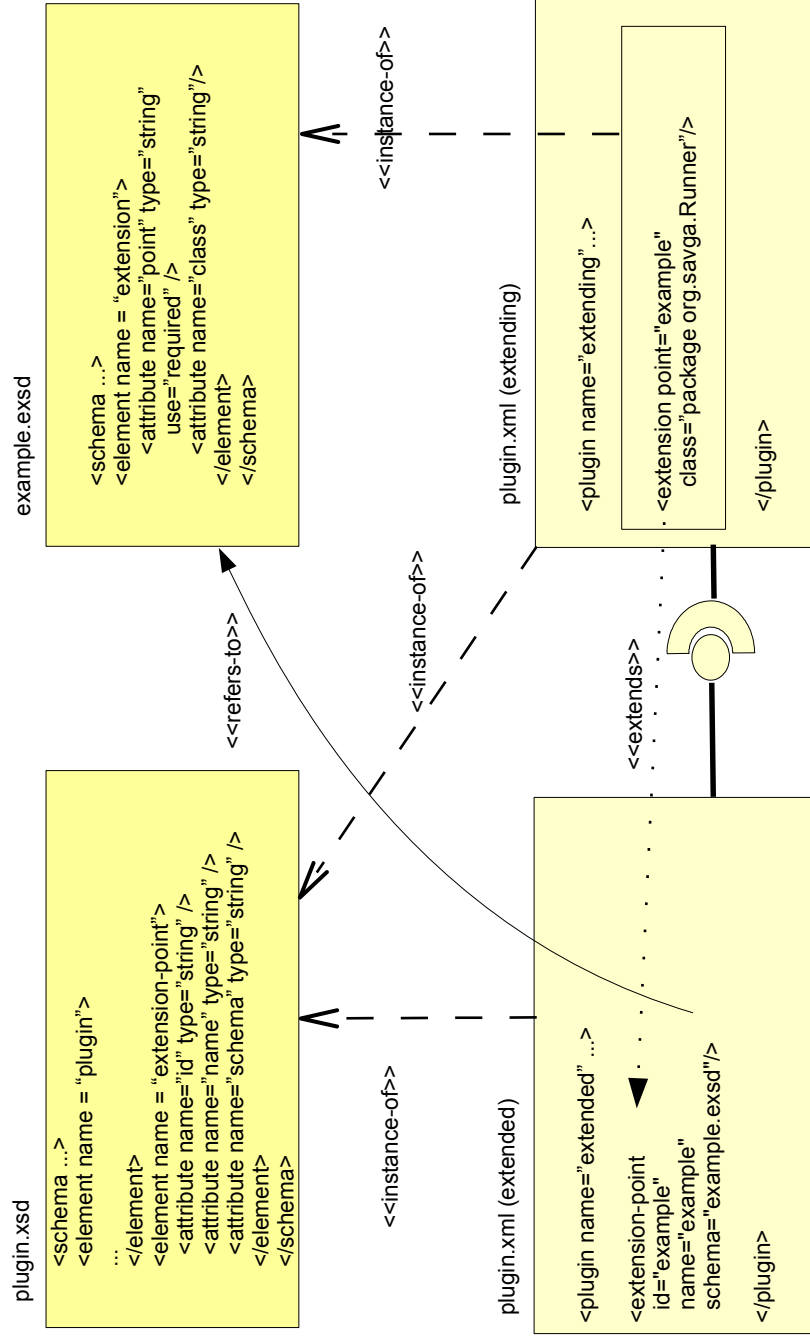 plugin.xsd
<schema ...>
<element name = “plugin”>
...
</element>
<element name = “extension-point”>
<attribute name=”id” type=”string” />
<attribute name=”name” type=”string” />
<attribute name=”schema” type=”string” />
</element>
</schema>
example.exsd
<schema ...>
<element name = “extension”>
<attribute name=”point” type=”string”
use=”required” />
<attribute name=”class” type=”string”/>
</element>
</schema>
<<refers-to>>
<<instance-of>>
<<instance-of>>
<<instance-of>>
plugin.xml (extended)
<plugin name=”extended” ...>
<extension-point
id="example"
name="example"
schema="example.exsd"/>
</plugin>
<<extends>>
plugin.xml (extending)
<plugin name=”extending”...>
<extension point="example"
class=”package org.savga.Runner”/>
</plugin>